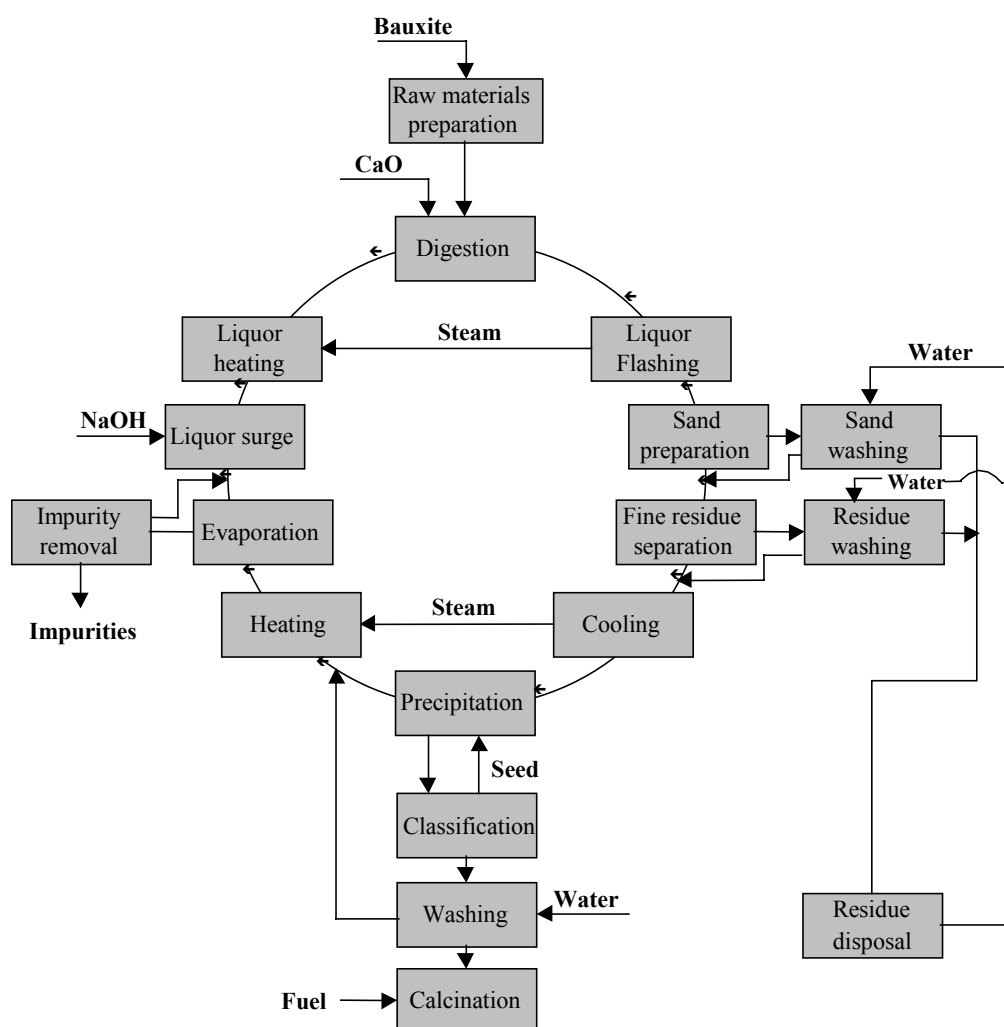 Bauxite
Raw materials
preparation
CaO
Digestion
Liquor
heating
Steam
Liquor
Flashing
Water
NaOH
Liquor surge
Sand
preparation
Sand
washing
Water
Impurity
removal
Evaporation
Fine residue
separation
Residue
washing
Impurities
Heating
Steam
Cooling
Precipitation
Seed
Classification
Washing
Water
Residue
disposal
Fuel
Calcination